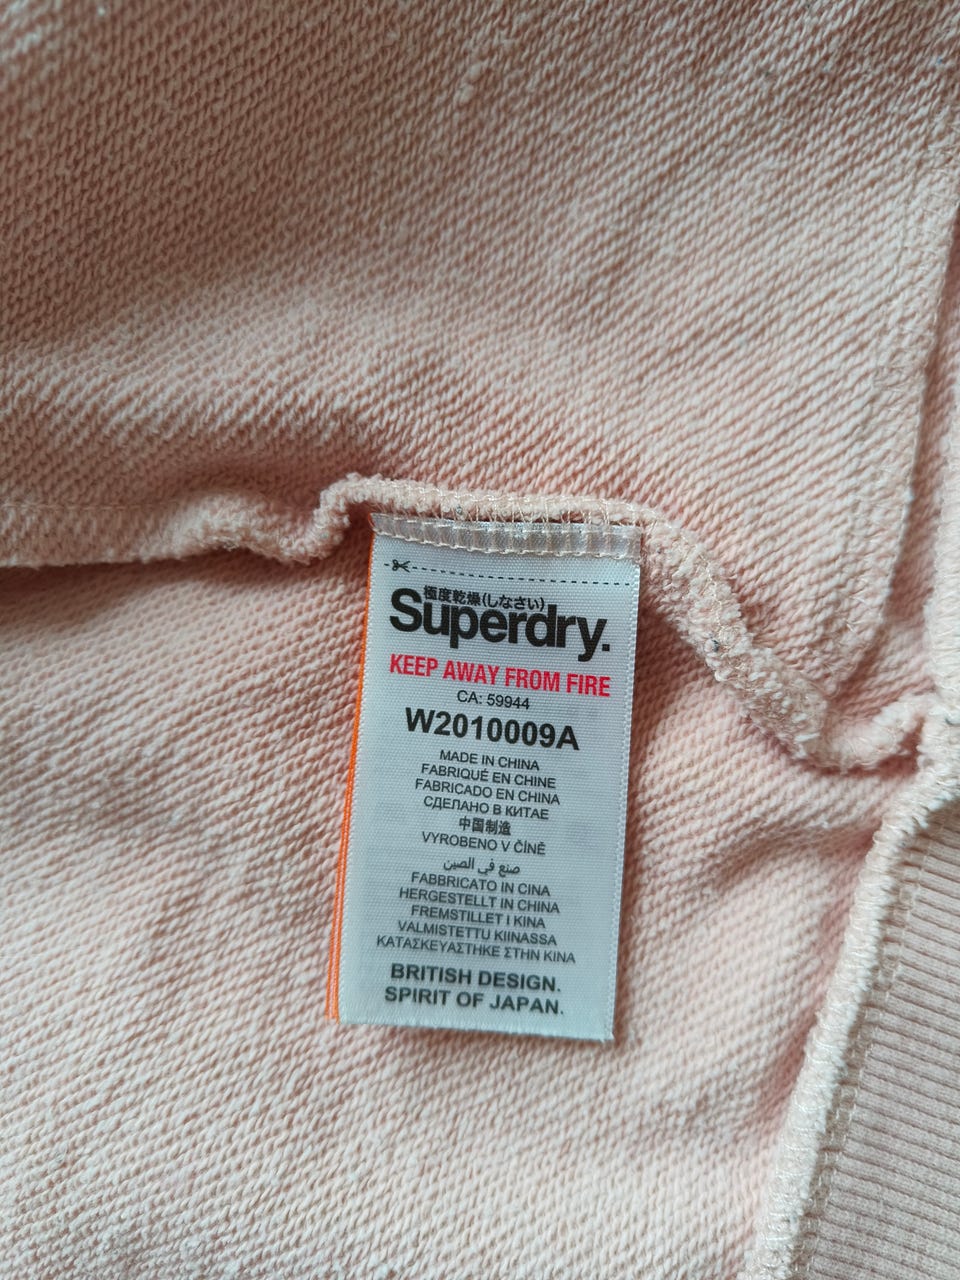 極度乾燥(しなさい)
Superdry.
KEEP AWAY FROM FIRE
CA: 59944
W2010009A
MADE IN CHINA
FABRIQUÉ EN CHINE
FABRICADO EN CHINA
СДЕЛАНО В КИТАЕ
中国制造
VYROBENO V ČÍNĚ
صنع في الصين
FABBRICATO IN CINA
HERGESTELLT IN CHINA
FREMSTILLET I KINA
VALMISTETTU KIINASSA
ΚΑΤΑΣΚΕΥΑΣΤΗΚΕ ΣΤΗΝ ΚΙΝΑ
BRITISH DESIGN.
SPIRIT OF JAPAN.